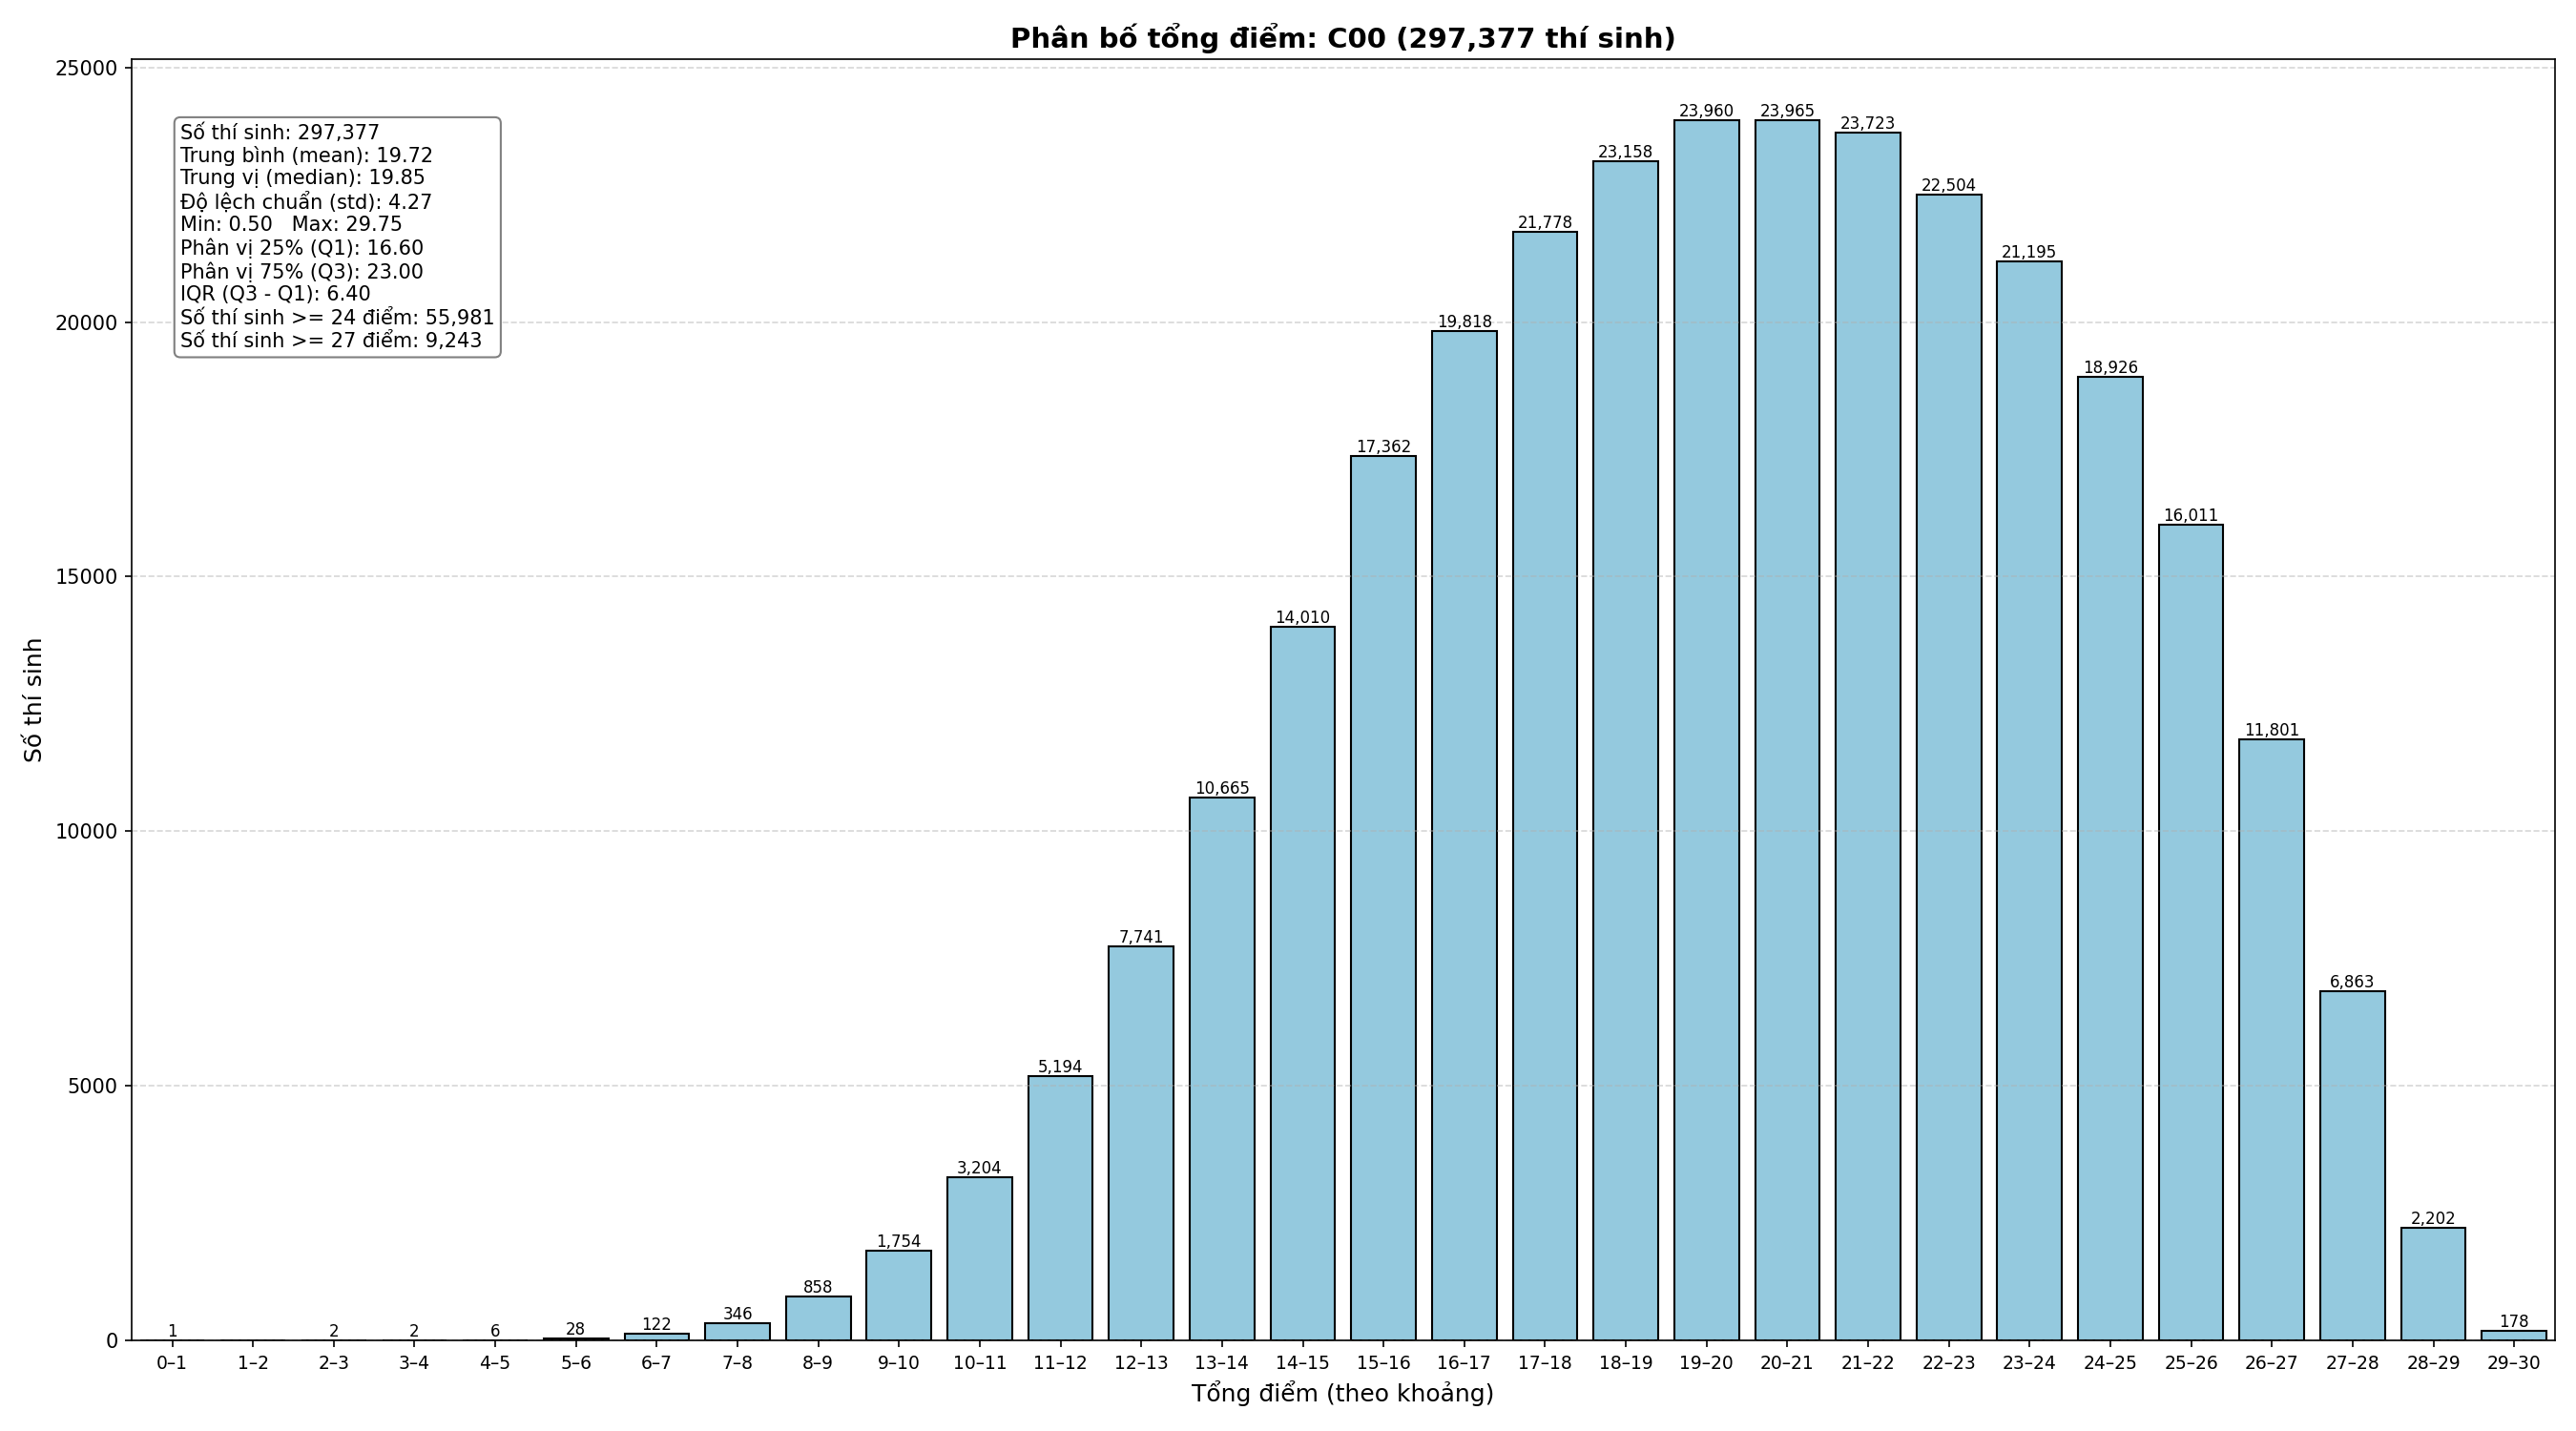 Phân bố tổng điểm: C00 (297,377 thí sinh)
25000
20000
15000
10000
5000
0
Số thí sinh
Số thí sinh: 297,377
Trung bình (mean): 19.72
Trung vị (median): 19.85
Độ lệch chuẩn (std): 4.27
Min: 0.50   Max: 29.75
Phân vị 25% (Q1): 16.60
Phân vị 75% (Q3): 23.00
IQR (Q3 - Q1): 6.40
Số thí sinh >= 24 điểm: 55,981
Số thí sinh >= 27 điểm: 9,243
1 2 2 6 28 122 346 858 1,754 3,204 5,194 7,741 10,665 14,010 17,362 19,818 21,778 23,158 23,960 23,965 23,723 22,504 21,195 18,926 16,011 11,801 6,863 2,202 178
0–1 1–2 2–3 3–4 4–5 5–6 6–7 7–8 8–9 9–10 10–11 11–12 12–13 13–14 14–15 15–16 16–17 17–18 18–19 19–20 20–21 21–22 22–23 23–24 24–25 25–26 26–27 27–28 28–29 29–30
Tổng điểm (theo khoảng)